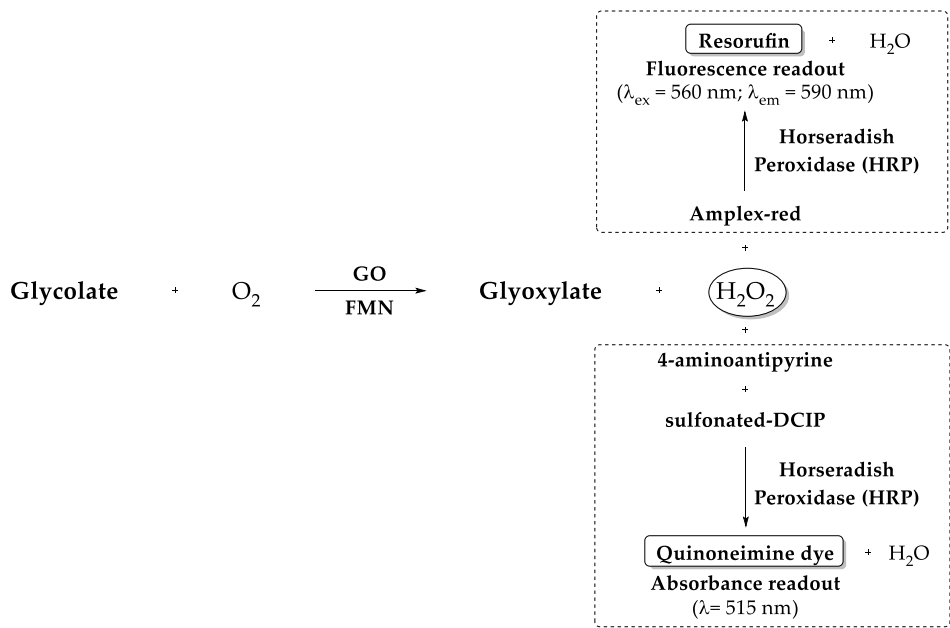 Resorufin + H₂O
Fluorescence readout
(λₑₓ = 560 nm; λₑₘ = 590 nm)
Horseradish
Peroxidase (HRP)
Amplex-red
+
Glycolate + O₂ GO Glyoxylate + H₂O₂
FMN
+
4-aminoantipyrine
+
sulfonated-DCIP
Horseradish
Peroxidase (HRP)
Quinoneimine dye + H₂O
Absorbance readout
(λ= 515 nm)